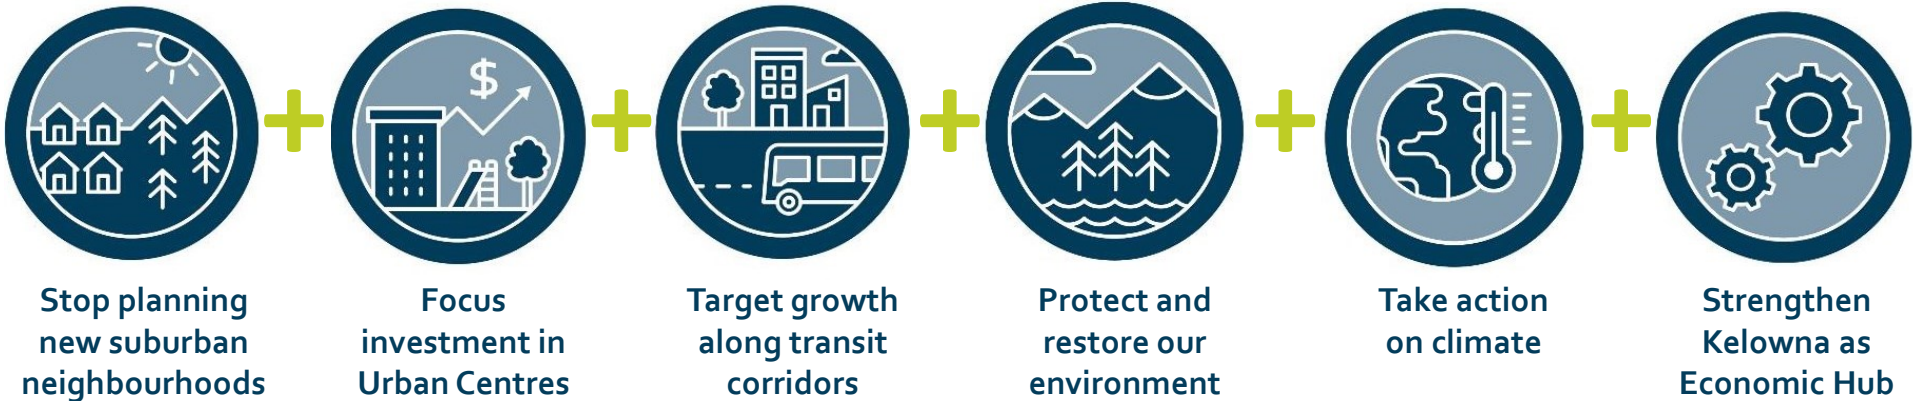 $
Stop planning
new suburban
neighbourhoods
Focus
investment in
Urban Centres
Target growth
along transit
corridors
Protect and
restore our
environment
Take action
on climate
Strengthen
Kelowna as
Economic Hub